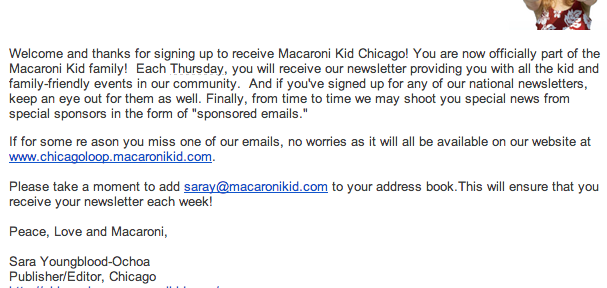 Welcome and thanks for signing up to receive Macaroni Kid Chicago! You are now officially part of the
Macaroni Kid family!  Each Thursday, you will receive our newsletter providing you with all the kid and
family-friendly events in our community.  And if you've signed up for any of our national newsletters,
keep an eye out for them as well. Finally, from time to time we may shoot you special news from
special sponsors in the form of "sponsored emails."
If for some re ason you miss one of our emails, no worries as it will all be available on our website at
www.chicagoloop.macaronikid.com.
Please take a moment to add saray@macaronikid.com to your address book.This will ensure that you
receive your newsletter each week!
Peace, Love and Macaroni,
Sara Youngblood-Ochoa
Publisher/Editor, Chicago